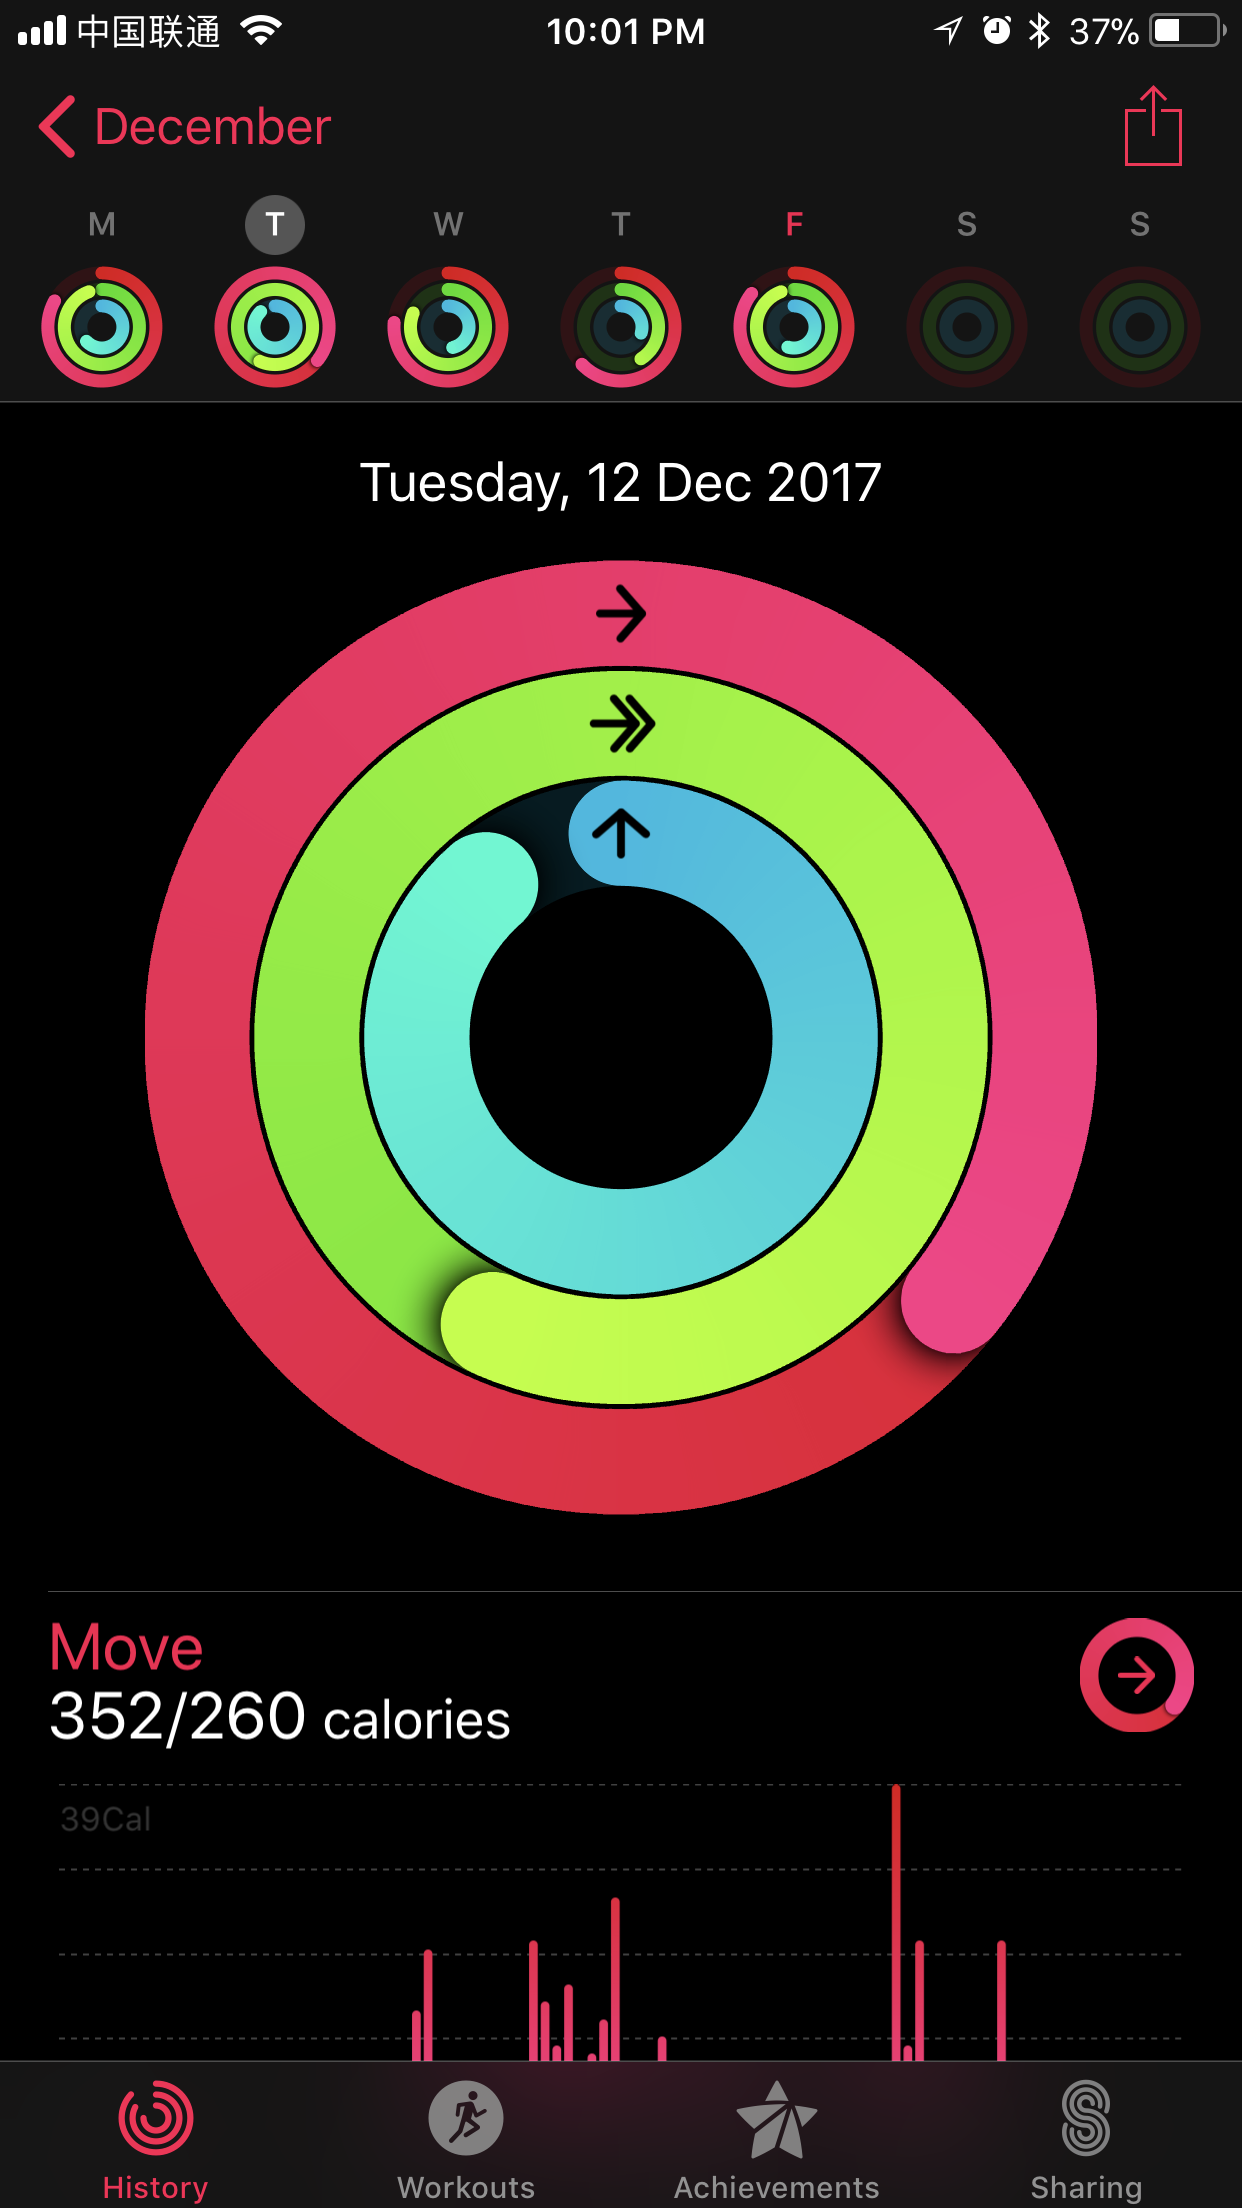 中国联通 10:01 PM 37%
December
M T W T F S S
Tuesday, 12 Dec 2017
Move
352/260 calories
39Cal
History Workouts Achievements Sharing